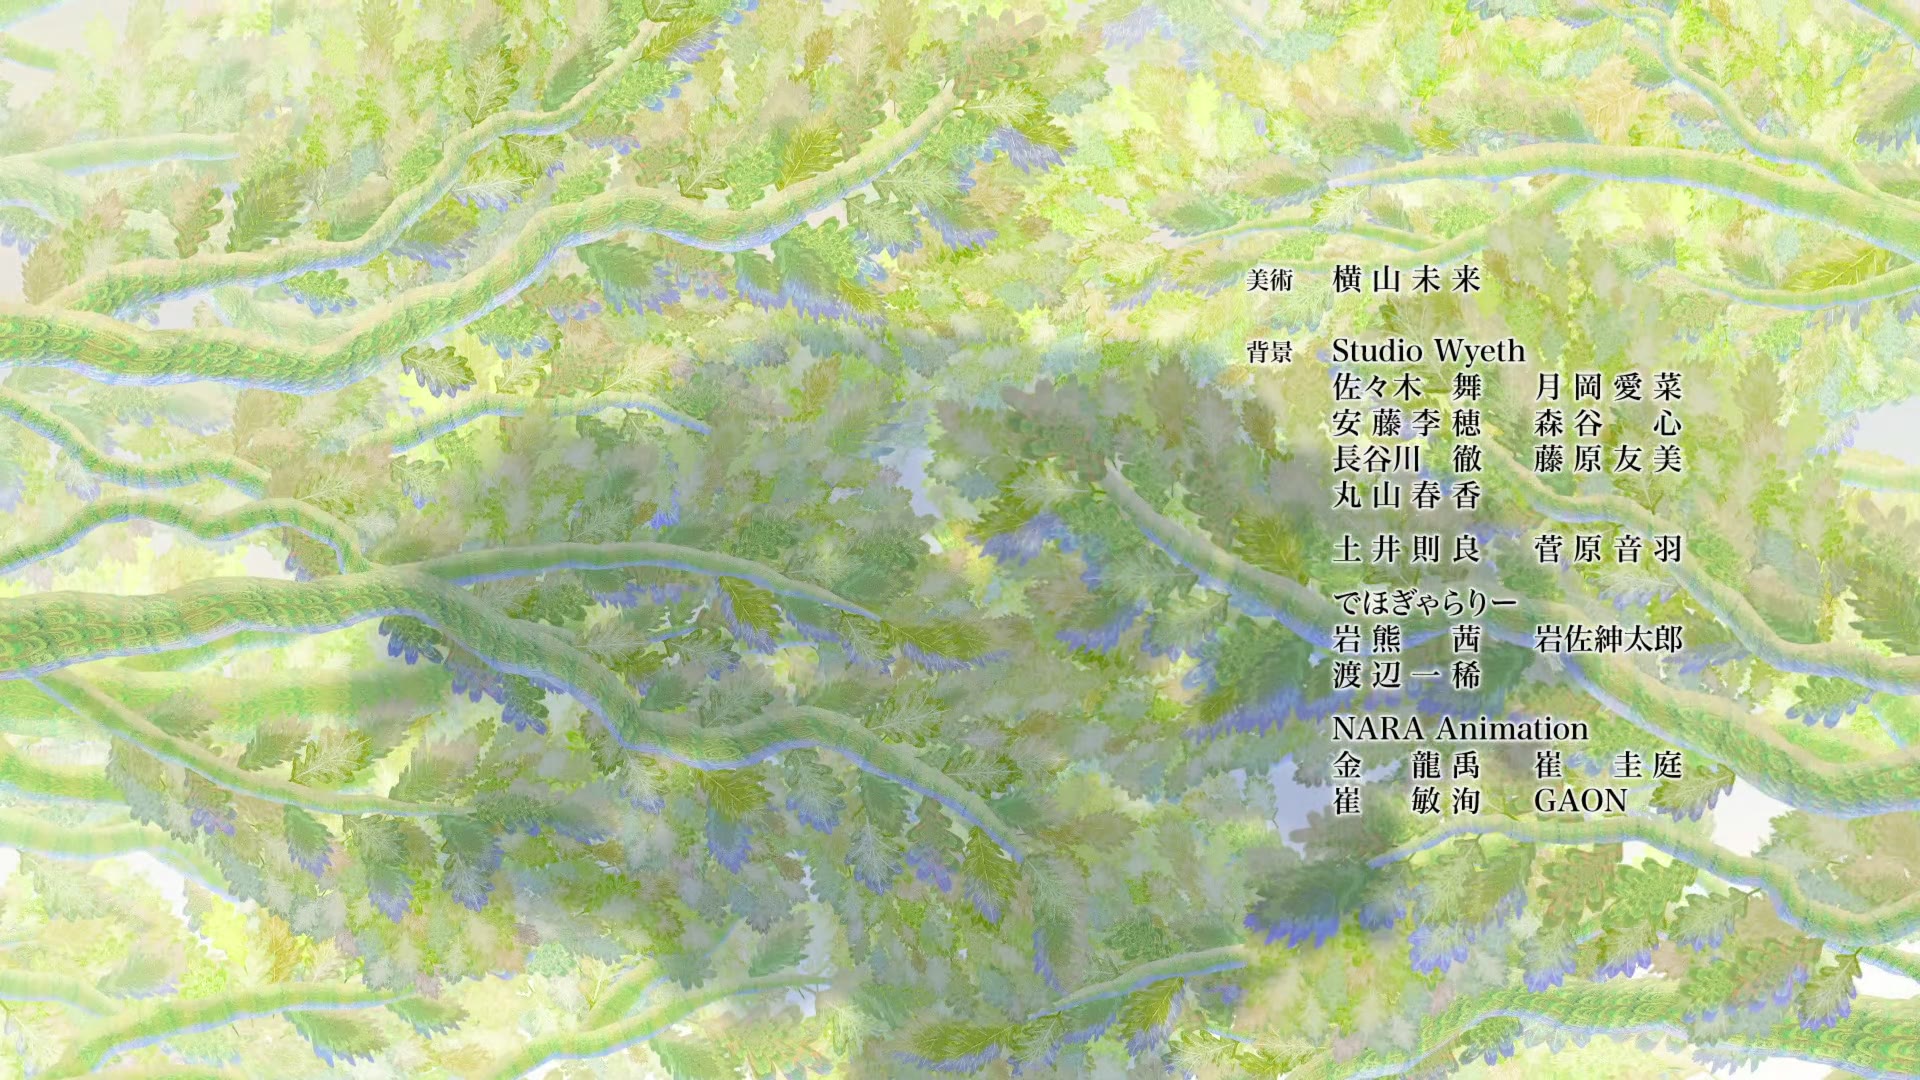 美術 横山未来
背景 Studio Wyeth
佐々木 舞 月岡愛菜
安藤李穂 森谷 心
長谷川 徹 藤原友美
丸山春香
土井則良 菅原音羽
でほぎゃらりー
岩熊 茜 岩佐紳太郎
渡辺一稀
NARA Animation
金 龍禹 崔 圭庭
崔 敏洵 GAON